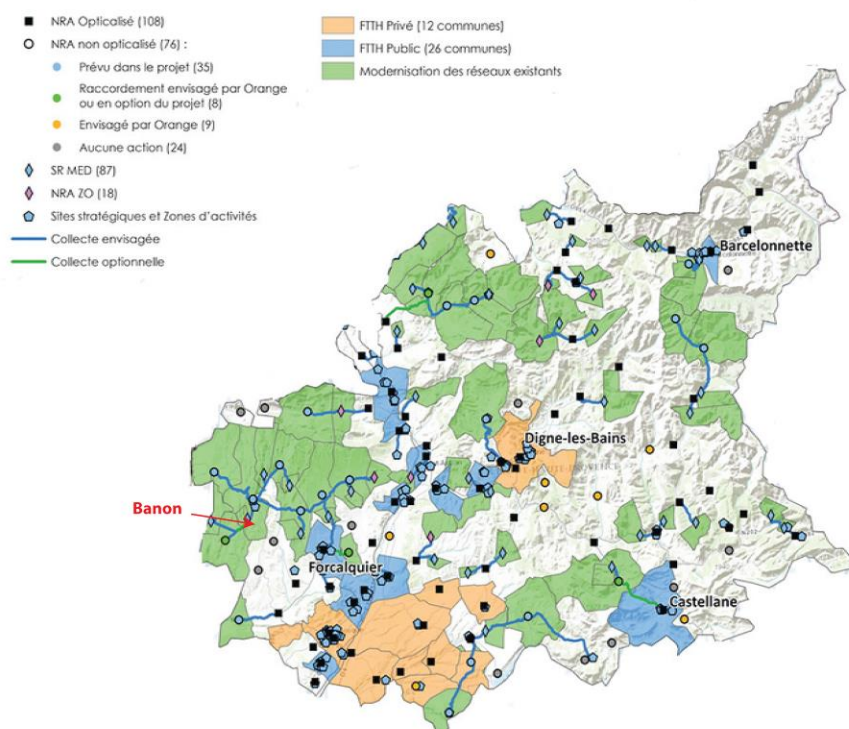 NRA Opticalisé (108)
NRA non opticalisé (76) :
Prévu dans le projet (35)
Raccordement envisagé par Orange
ou en option du projet (8)
Envisagé par Orange (9)
Aucune action (24)
SR MED (87)
NRA ZO (18)
Sites stratégiques et Zones d'activités
Collecte envisagée
Collecte optionnelle
FTTH Privé (12 communes)
FTTH Public (26 communes)
Modernisation des réseaux existants
Barcelonnette
Digne-les-Bains
Banon
Forcalquier
Castellane